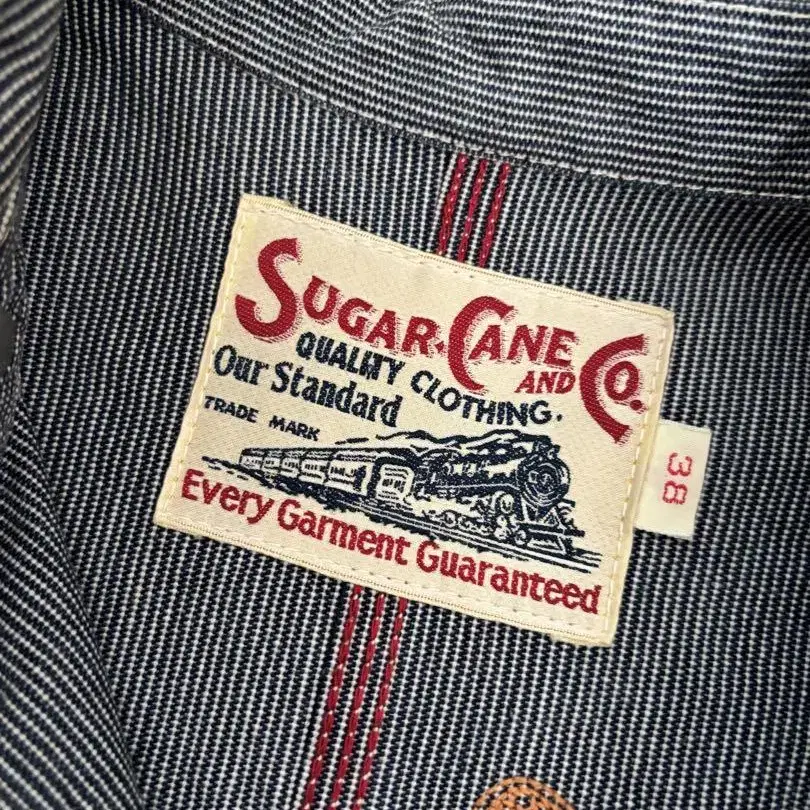 SUGAR CANE AND CO.
QUALITY CLOTHING.
Our Standard
TRADE MARK
Every Garment Guaranteed
38